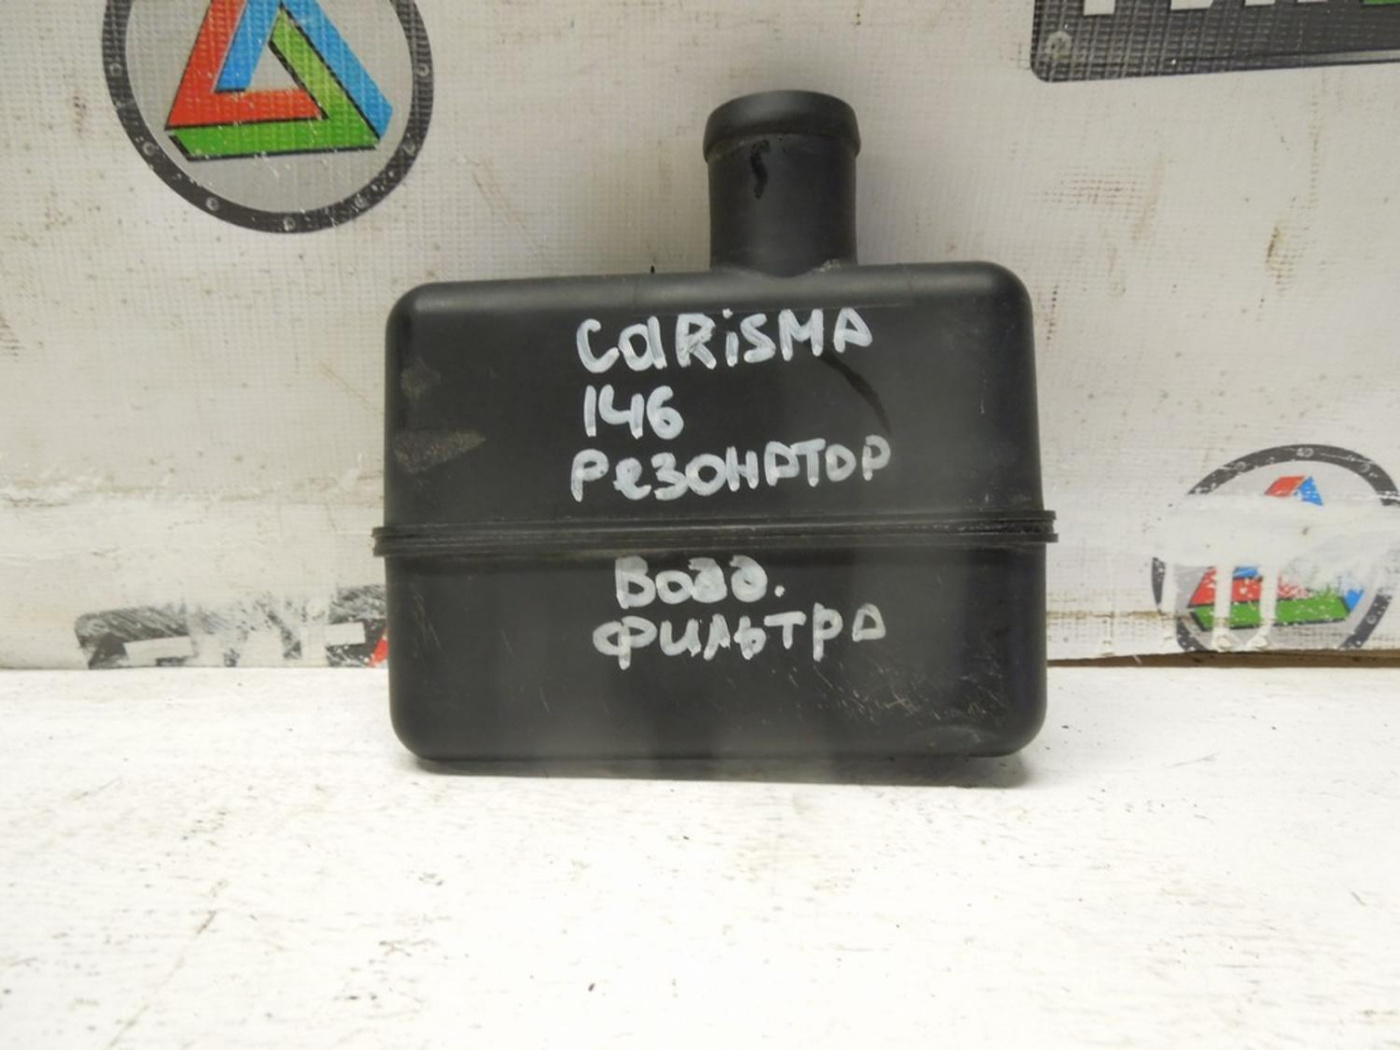 CaRiSMA
146
РеЗОНАТОР
Возд.
фильтра